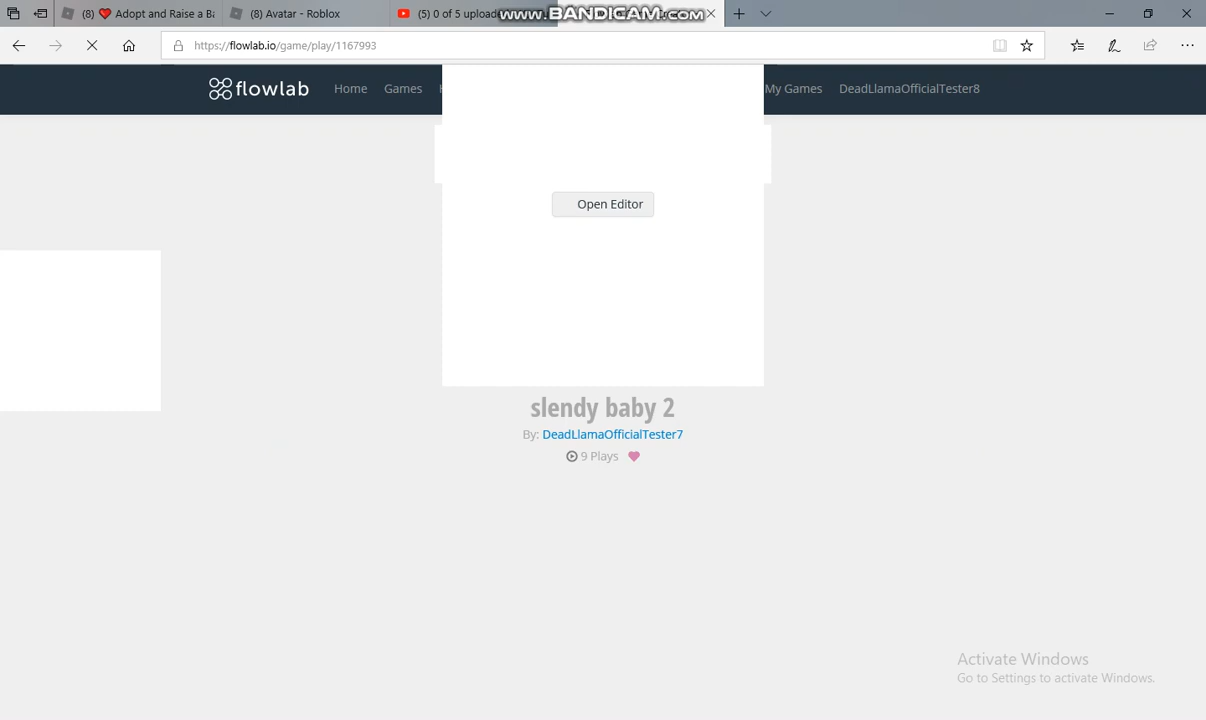 (8) ❤ Adopt and Raise a Ba
(8) Avatar - Roblox
(5) 0 of 5 upload
www.BANDICAM.com
https://flowlab.io/game/play/1167993
flowlab
Home
Games
My Games
DeadLlamaOfficialTester8
Open Editor
slendy baby 2
By: DeadLlamaOfficialTester7
9 Plays
Activate Windows
Go to Settings to activate Windows.